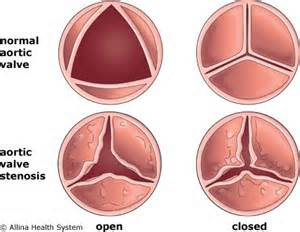 normal
aortic
valve
aortic
valve
stenosis
open
closed
© Allina Health System